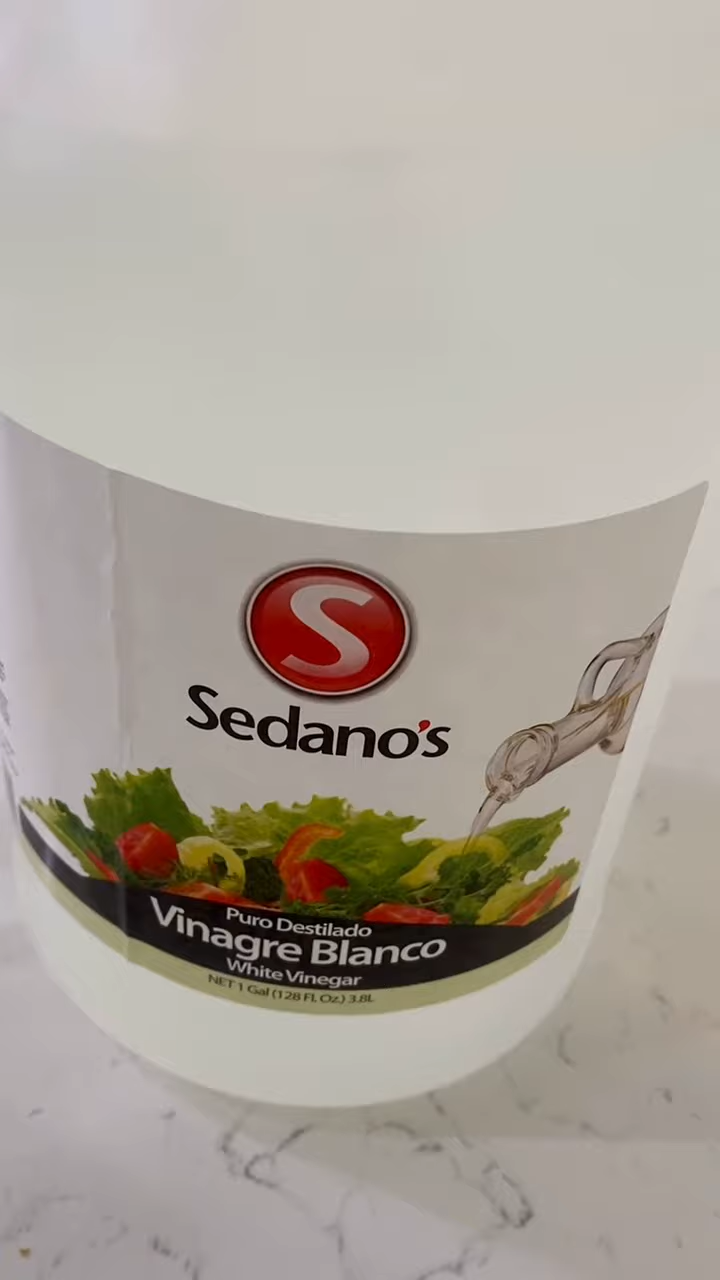 S
Sedano's
Puro Destilado
Vinagre Blanco
White Vinegar
NET 1 Gal (128 Fl. Oz.) 3.8L